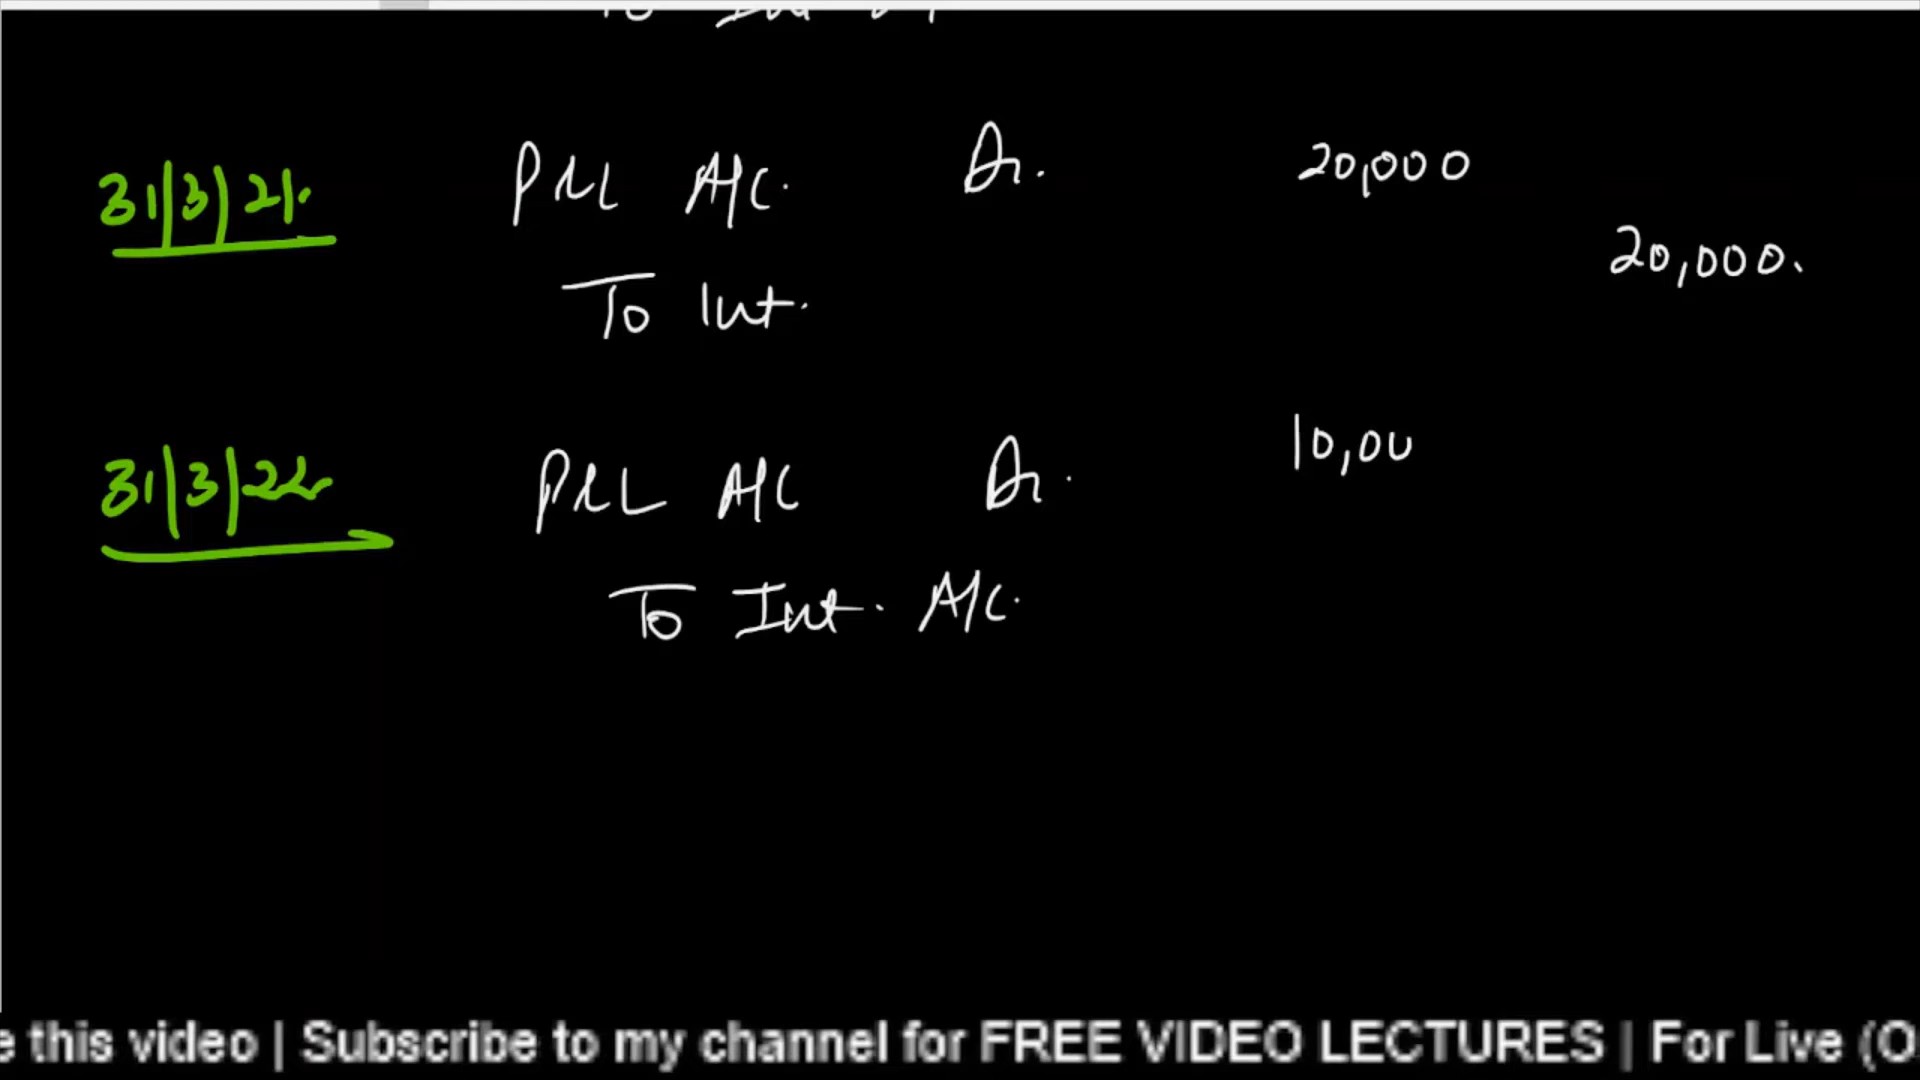 31/3/21. P&L A/C. Dr. 20,000
To Int. 20,000.
31/3/22 P&L A/C Dr. 10,00
To Int. A/C.
e this video | Subscribe to my channel for FREE VIDEO LECTURES | For Live (O